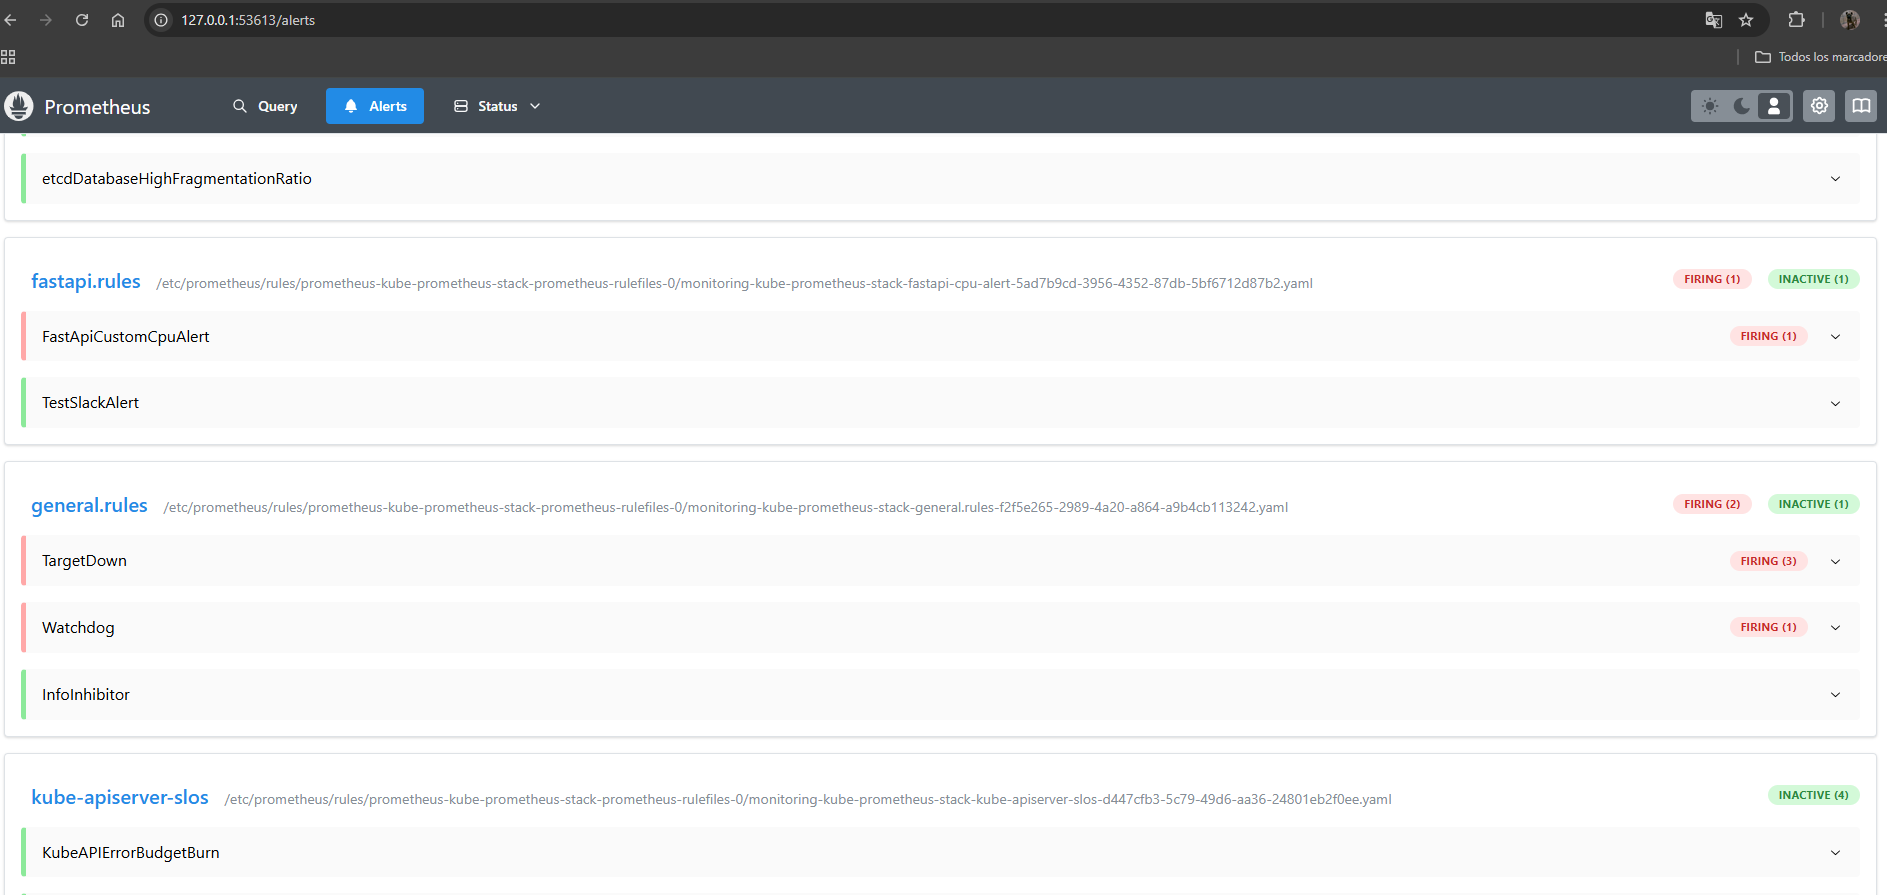 127.0.0.1:53613/alerts
Todos los marcadore
Prometheus Query Alerts Status
etcdDatabaseHighFragmentationRatio
fastapi.rules /etc/prometheus/rules/prometheus-kube-prometheus-stack-prometheus-rulefiles-0/monitoring-kube-prometheus-stack-fastapi-cpu-alert-5ad7b9cd-3956-4352-87db-5bf6712d87b2.yaml FIRING (1) INACTIVE (1)
FastApiCustomCpuAlert FIRING (1)
TestSlackAlert
general.rules /etc/prometheus/rules/prometheus-kube-prometheus-stack-prometheus-rulefiles-0/monitoring-kube-prometheus-stack-general.rules-f2f5e265-2989-4a20-a864-a9b4cb113242.yaml FIRING (2) INACTIVE (1)
TargetDown FIRING (3)
Watchdog FIRING (1)
InfoInhibitor
kube-apiserver-slos /etc/prometheus/rules/prometheus-kube-prometheus-stack-prometheus-rulefiles-0/monitoring-kube-prometheus-stack-kube-apiserver-slos-d447cfb3-5c79-49d6-aa36-24801eb2f0ee.yaml INACTIVE (4)
KubeAPIErrorBudgetBurn